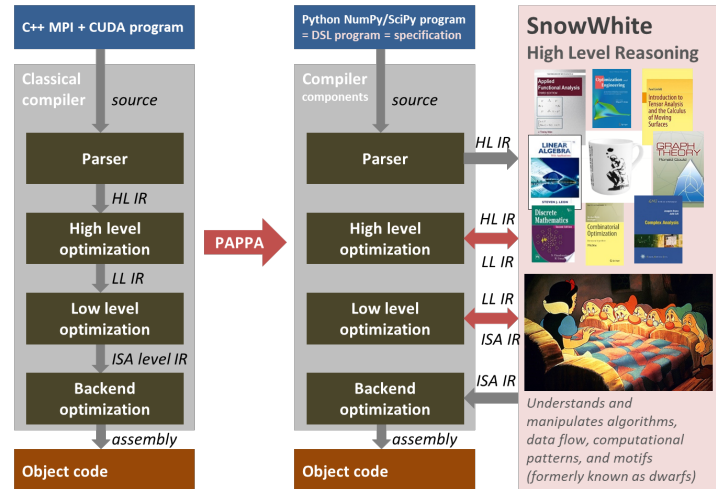 C++ MPI + CUDA program
Classical
compiler
source
Parser
HL IR
High level
optimization
LL IR
Low level
optimization
ISA level IR
Backend
optimization
assembly
Object code
PAPPA
Python NumPy/SciPy program
= DSL program = specification
Compiler
components
source
Parser
HL IR
High level
optimization
HL IR
LL IR
Low level
optimization
LL IR
ISA IR
Backend
optimization
ISA IR
assembly
Object code
SnowWhite
High Level Reasoning
Applied
Functional Analysis
Optimization
Engineering
Introduction to
Tensor Analysis
and the Calculus
of Moving
Surfaces
LINEAR
ALGEBRA
STEVEN J. LEON
GRAPH
THEORY
Ronald Gould
Discrete
Mathematics
Combinatorial
Optimization
Complex Analysis
Understands and
manipulates algorithms,
data flow, computational
patterns, and motifs
(formerly known as dwarfs)